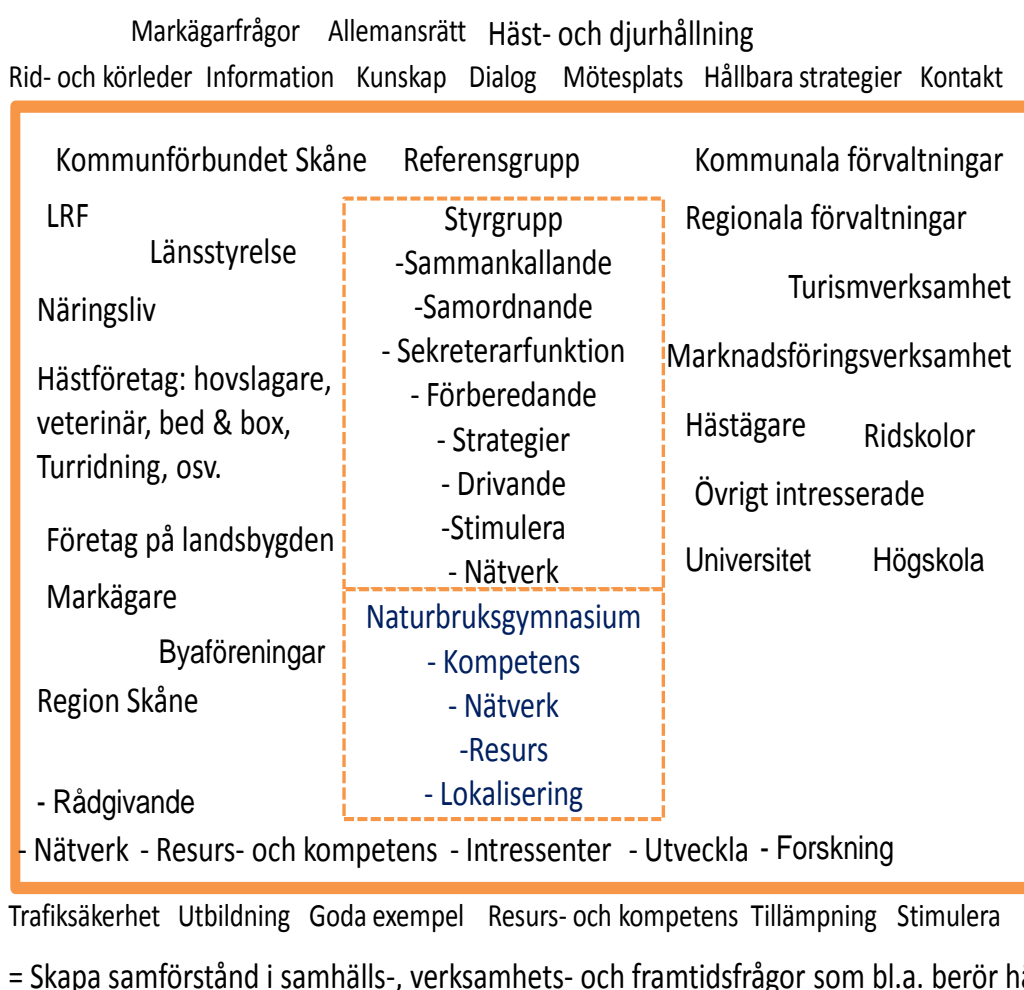 Markägarfrågor Allemansrätt Häst- och djurhållning
Rid- och körleder Information Kunskap Dialog Mötesplats Hållbara strategier Kontakt
Kommunförbundet Skåne Referensgrupp Kommunala förvaltningar
LRF
Länsstyrelse
Näringsliv
Hästföretag: hovslagare,
veterinär, bed & box,
Turridning, osv.
Företag på landsbygden
Markägare
Byaföreningar
Region Skåne
Styrgrupp
-Sammankallande
-Samordnande
- Sekreterarfunktion
- Förberedande
- Strategier
- Drivande
-Stimulera
- Nätverk
Naturbruksgymnasium
- Kompetens
- Nätverk
-Resurs
- Lokalisering
Regionala förvaltningar
Turismverksamhet
Marknadsföringsverksamhet
Hästägare Ridskolor
Övrigt intresserade
Universitet Högskola
- Rådgivande
- Nätverk - Resurs- och kompetens - Intressenter - Utveckla - Forskning
Trafiksäkerhet Utbildning Goda exempel Resurs- och kompetens Tillämpning Stimulera
= Skapa samförstånd i samhälls-, verksamhets- och framtidsfrågor som bl.a. berör